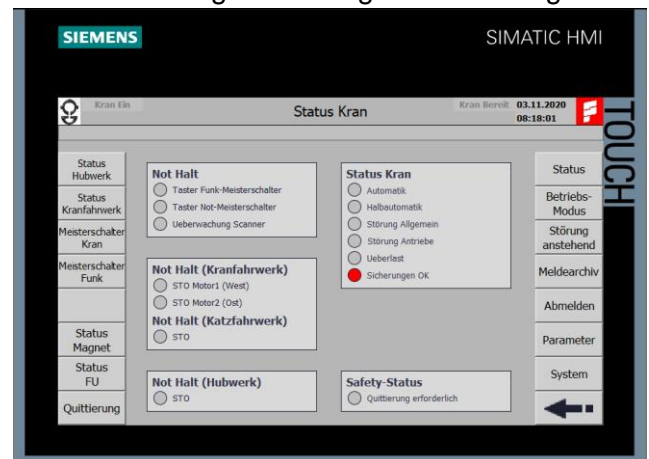 SIEMENS
SIMATIC HMI
TOUCH
Kran Ein
Status Kran
Kran Bereit
03.11.2020
08:18:01
Status
Hubwerk
Status
Kranfahnwerk
Meisterschalter
Kran
Meisterschalter
Funk
Status
Magnet
Status
FU
Quittierung
Not Halt
Taster Funk-Meisterschalter
Taster Not-Meisterschalter
Ueberwachung Scanner
Not Halt (Kranfahrwerk)
STO Motor1 (West)
STO Motor2 (Ost)
Not Halt (Katzfahrwerk)
STO
Not Halt (Hubwerk)
STO
Status Kran
Automatik
Halbautomatik
Störung Allgemein
Störung Antriebe
Ueberlast
Sicherungen OK
Safety-Status
Quittierung erforderlich
Status
Betriebs-
Modus
Störung
anstehend
Meldearchiv
Abmelden
Parameter
System